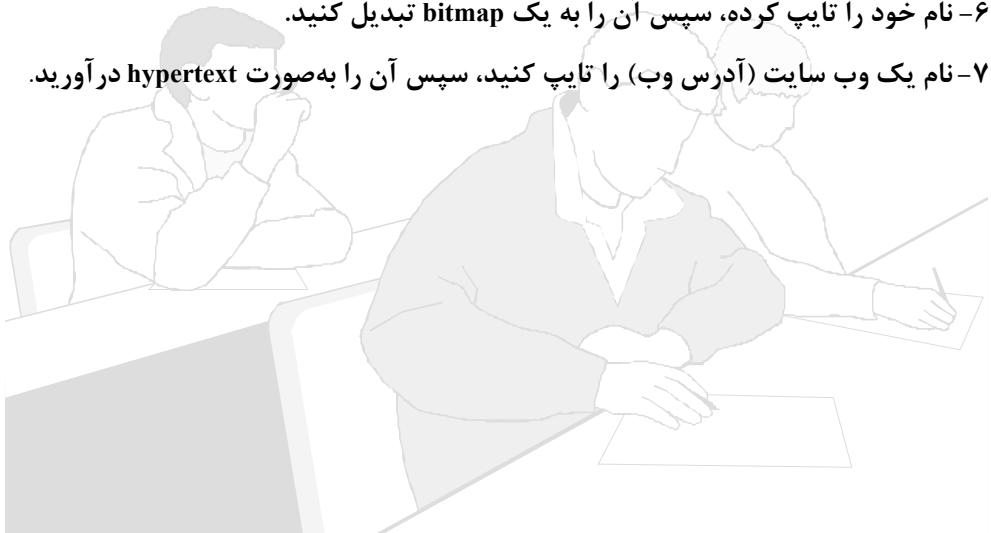 ۶- نام خود را تایپ کرده، سپس آن را به یک bitmap تبدیل کنید.
۷- نام یک وب سایت (آدرس وب) را تایپ کنید، سپس آن را به‌صورت hypertext درآورید.